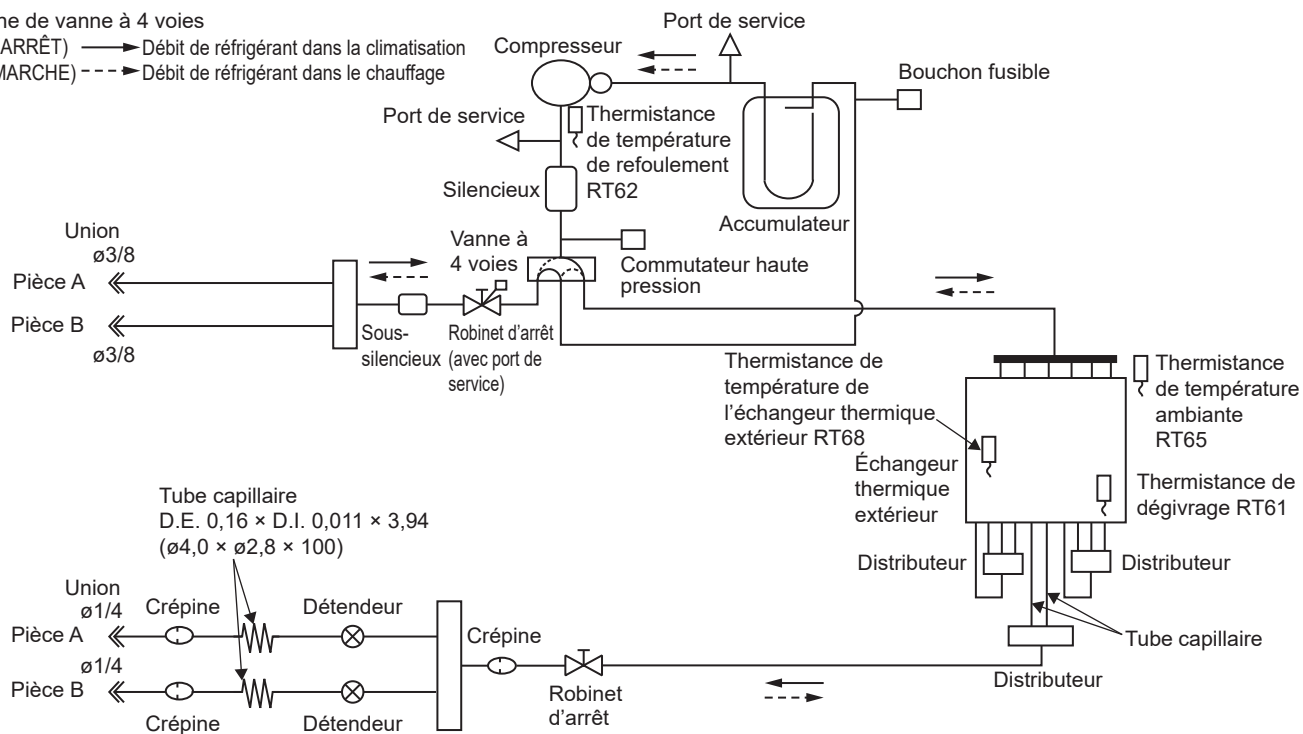 ne de vanne à 4 voies
ARRÊT) Débit de réfrigérant dans la climatisation
MARCHE) Débit de réfrigérant dans le chauffage
Port de service
Compresseur
Bouchon fusible
Port de service
Thermistance
de température
de refoulement
RT62
Silencieux
Accumulateur
Union
ø3/8
Pièce A
Pièce B
ø3/8
Vanne à
4 voies
Commutateur haute
pression
Sous-
silencieux
Robinet d'arrêt
(avec port de
service)
Thermistance de
température de
l'échangeur thermique
extérieur RT68
Thermistance
de température
ambiante
RT65
Échangeur
thermique
extérieur
Thermistance de
dégivrage RT61
Distributeur
Distributeur
Tube capillaire
D.E. 0,16 × D.I. 0,011 × 3,94
(ø4,0 × ø2,8 × 100)
Union
ø1/4
Crépine
Détendeur
Pièce A
Crépine
ø1/4
Pièce B
Crépine
Détendeur
Robinet
d'arrêt
Tube capillaire
Distributeur